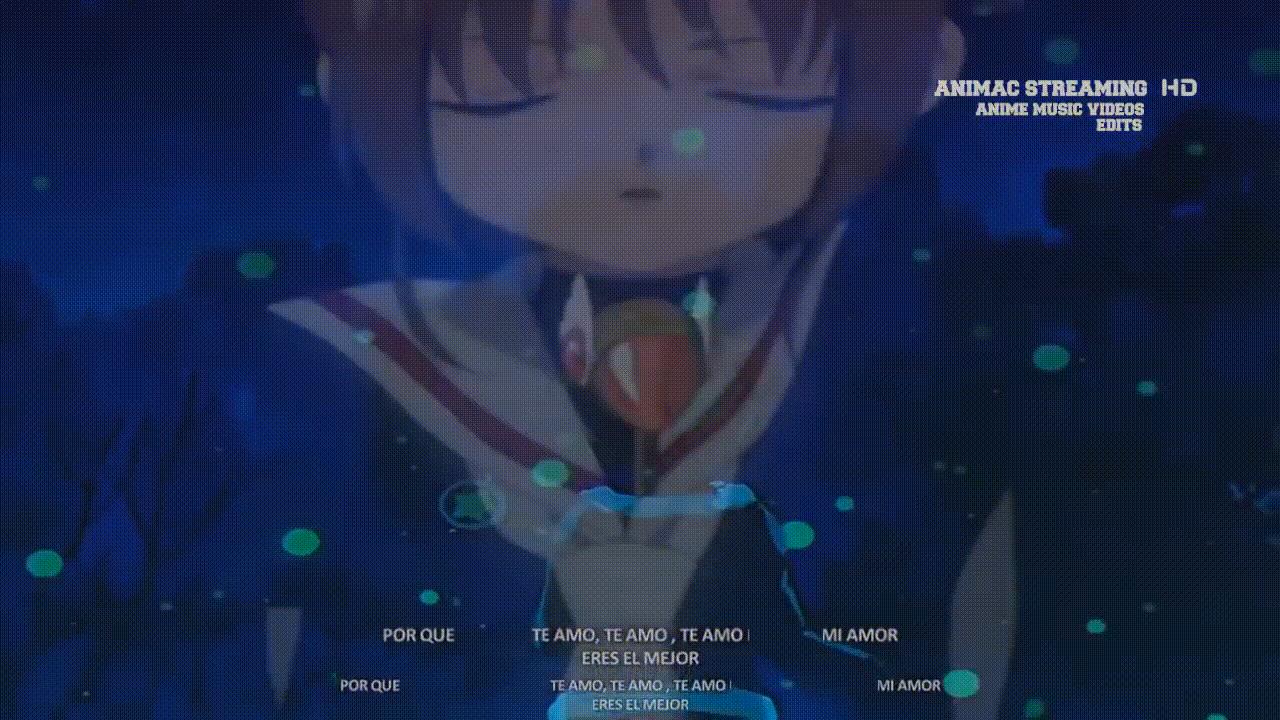 ANIMAC STREAMING HD
ANIME MUSIC VIDEOS
EDITS
POR QUE TE AMO, TE AMO , TE AMO MI AMOR
ERES EL MEJOR
POR QUE TE AMO, TE AMO , TE AMO MI AMOR
ERES EL MEJOR